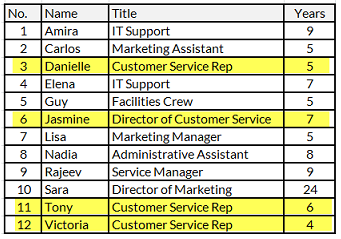 No. Name Title Years
1 Amira IT Support 9
2 Carlos Marketing Assistant 5
3 Danielle Customer Service Rep 5
4 Elena IT Support 7
5 Guy Facilities Crew 5
6 Jasmine Director of Customer Service 7
7 Lisa Marketing Manager 5
8 Nadia Administrative Assistant 8
9 Rajeev Service Manager 9
10 Sara Director of Marketing 24
11 Tony Customer Service Rep 6
12 Victoria Customer Service Rep 4